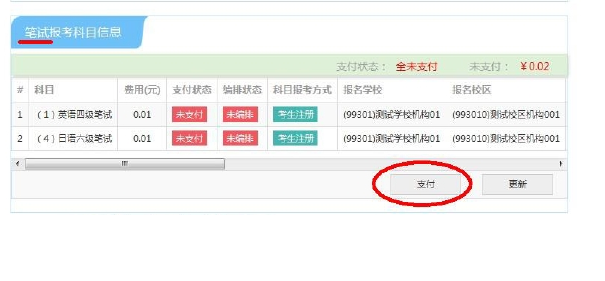 笔试报考科目信息
支付状态： 全未支付 未支付： ￥0.02
# 科目 费用(元) 支付状态 编排状态 科目报考方式 报名学校 报名校区
1 （1）英语四级笔试 0.01 未支付 未编排 考生注册 (99301)测试学校机构01 (993010)测试校区机构001
2 （4）日语六级笔试 0.01 未支付 未编排 考生注册 (99301)测试学校机构01 (993010)测试校区机构001
支付 更新